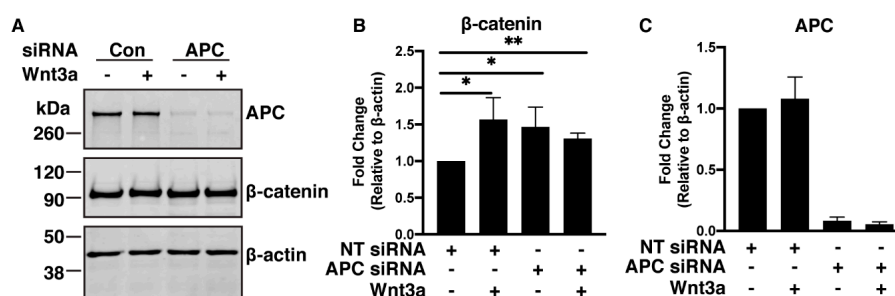 A
siRNA Con APC
Wnt3a - + - +
kDa
260 APC
120
90 β-catenin
50
β-actin
38
B
β-catenin
**
*
*
Fold Change
(Relative to β-actin)
2.5
2.0
1.5
1.0
0.5
0.0
NT siRNA + + - -
APC siRNA - - + +
Wnt3a - + - +
C
APC
Fold Change
(Relative to β-actin)
1.5
1.0
0.5
0.0
NT siRNA + + - -
APC siRNA - - + +
Wnt3a - + - +